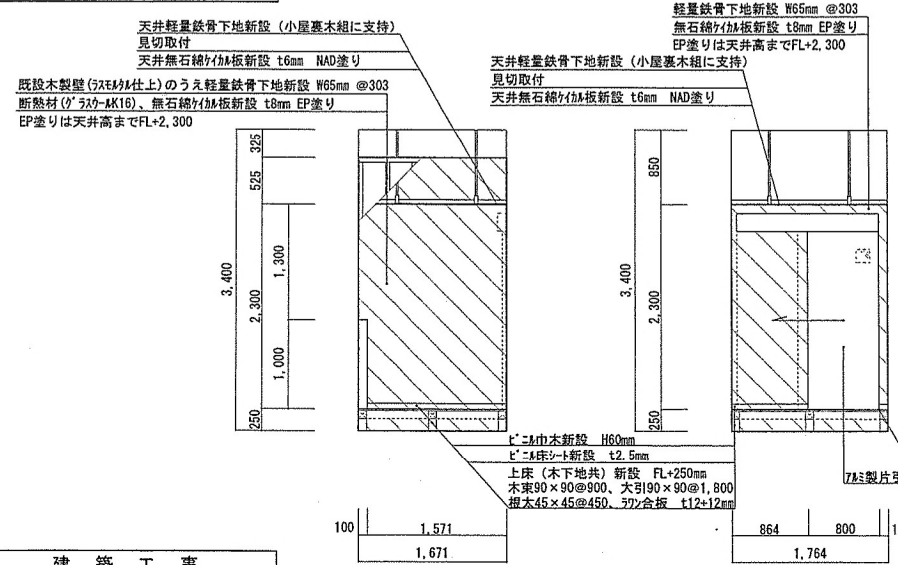 天井軽量鉄骨下地新設 (小屋裏木組に支持)
見切取付
天井無石綿ケイカル板新設 t6mm NAD塗り
既設木製壁(ラスモルタル仕上)のうえ軽量鉄骨下地新設 W65mm @303
断熱材(グラスウールK16)、無石綿ケイカル板新設 t8mm EP塗り
EP塗りは天井高までFL+2,300
軽量鉄骨下地新設 W65mm @303
無石綿ケイカル板新設 t8mm EP塗り
EP塗りは天井高までFL+2,300
天井軽量鉄骨下地新設 (小屋裏木組に支持)
見切取付
天井無石綿ケイカル板新設 t6mm NAD塗り
325
525
3,400
2,300
1,300
1,000
250
850
3,400
2,300
250
ビニル巾木新設 H60mm
ビニル床シート新設 t2.5mm
上床 (木下地共) 新設 FL+250mm
木束90×90@900、大引90×90@1,800
根太45×45@450、ラワン合板 t12+12mm
アルミ製片引
100
1,571
1,671
864
800
1
1,764
建築工事